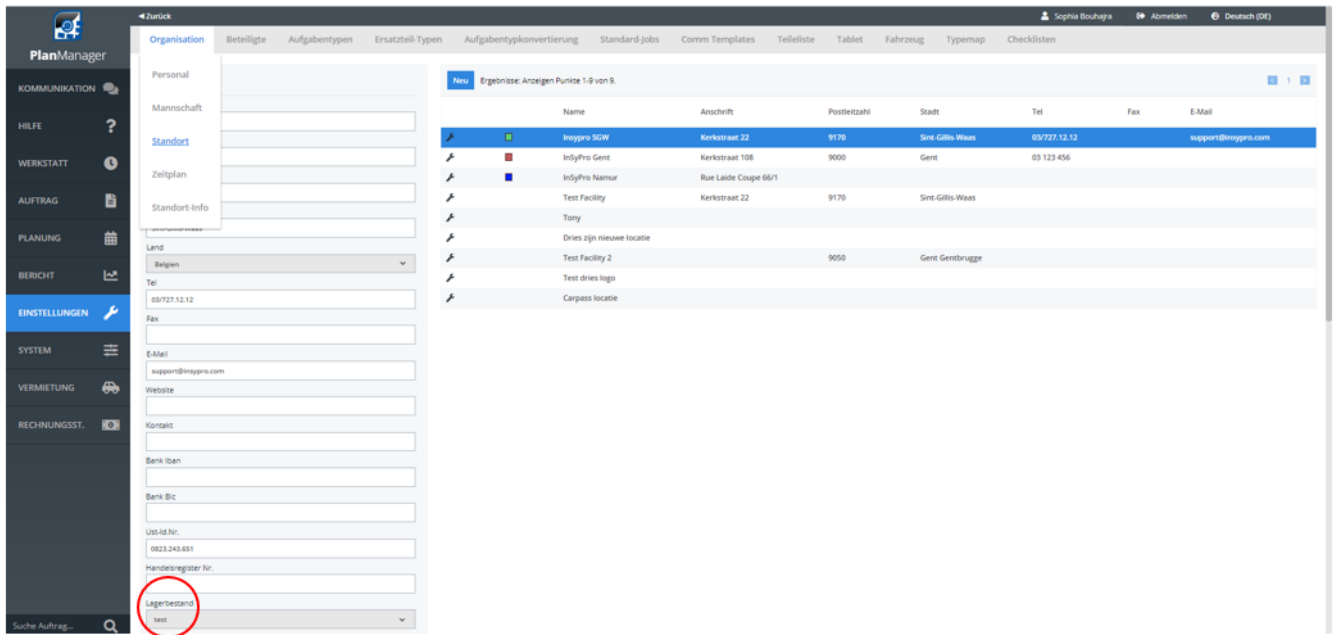 PlanManager
KOMMUNIKATION
HILFE
WERKSTATT
AUFTRAG
PLANUNG
BERICHT
EINSTELLUNGEN
SYSTEM
VERMIETUNG
RECHNUNGSST.
Suche Auftrag...
Zurück
Sophia Bouhajra Abmelden Deutsch (DE)
Organisation Beteiligte Aufgabentypen Ersatzteil-Typen Aufgabentypkonvertierung Standard-Jobs Comm Templates Teileliste Tablet Fahrzeug Typemap Checklisten
Personal
Mannschaft
Standort
Zeitplan
Standort-Info
Sint-Gillis-Waas
Land
Belgien
Tel
03/727.12.12
Fax
E-Mail
support@insypro.com
Website
Kontakt
Bank Iban
Bank Bic
Ust-Id.Nr.
0823.243.651
Handelsregister Nr.
Lagerbestand
test
Neu Ergebnisse: Anzeigen Punkte 1-9 von 9. 1
Name Anschrift Postleitzahl Stadt Tel Fax E-Mail
Insypro SGW Kerkstraat 22 9170 Sint-Gillis-Waas 03/727.12.12 support@insypro.com
InSyPro Gent Kerkstraat 108 9000 Gent 03 123 456
InSyPro Namur Rue Laide Coupe 66/1
Test Facility Kerkstraat 22 9170 Sint-Gillis-Waas
Tony
Dries zijn nieuwe locatie
Test Facility 2 9050 Gent Gentbrugge
Test dries logo
Carpass locatie